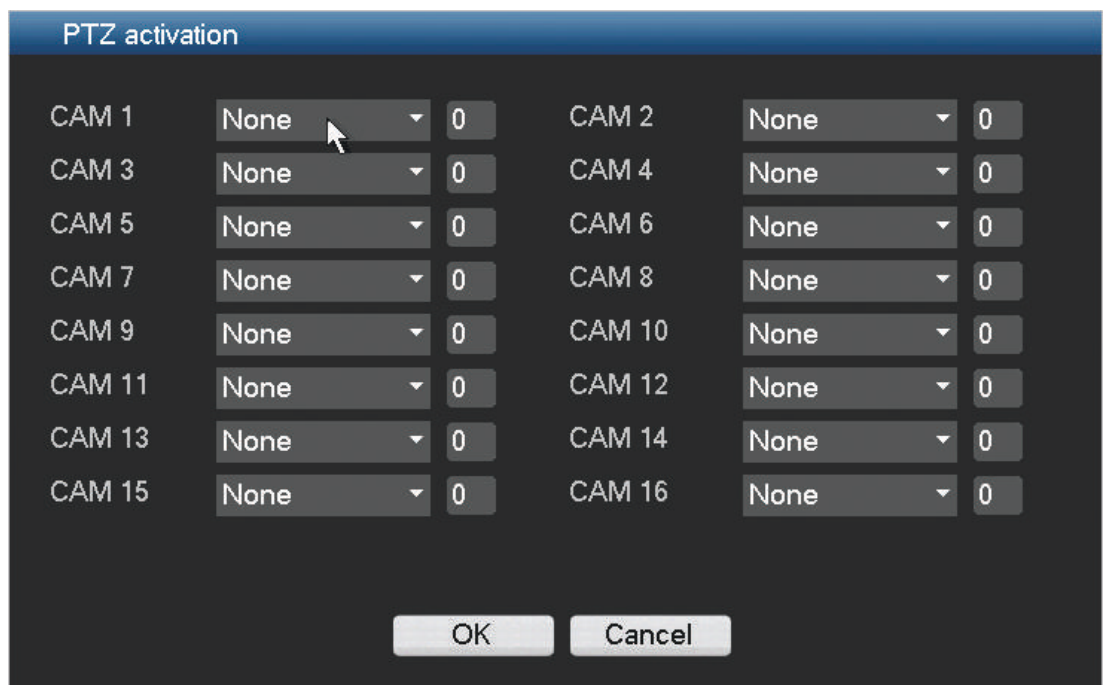 PTZ activation
CAM 1 None 0 CAM 2 None 0
CAM 3 None 0 CAM 4 None 0
CAM 5 None 0 CAM 6 None 0
CAM 7 None 0 CAM 8 None 0
CAM 9 None 0 CAM 10 None 0
CAM 11 None 0 CAM 12 None 0
CAM 13 None 0 CAM 14 None 0
CAM 15 None 0 CAM 16 None 0
OK Cancel